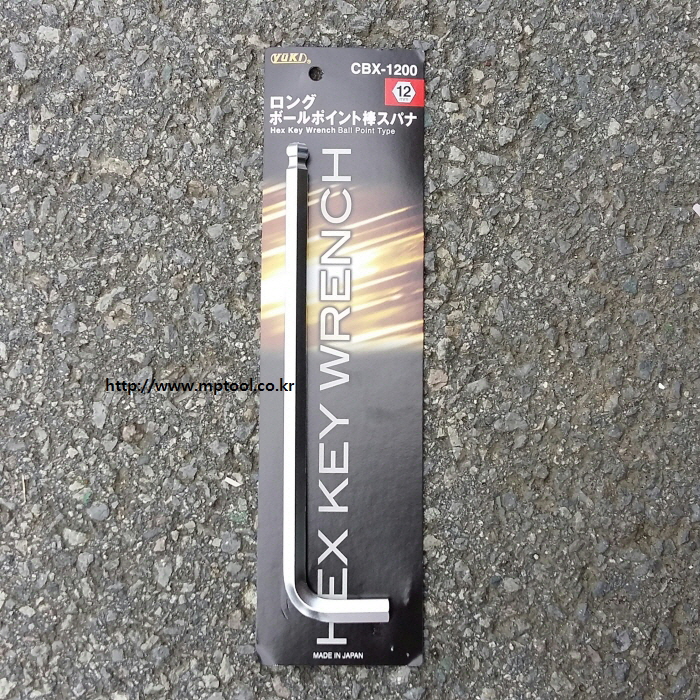 YUKI®
CBX-1200
12
ロング
ボールポイント棒スパナ
Hex Key Wrench Ball Point Type
HEX KEY WRENCH
http://www.mptool.co.kr
MADE IN JAPAN